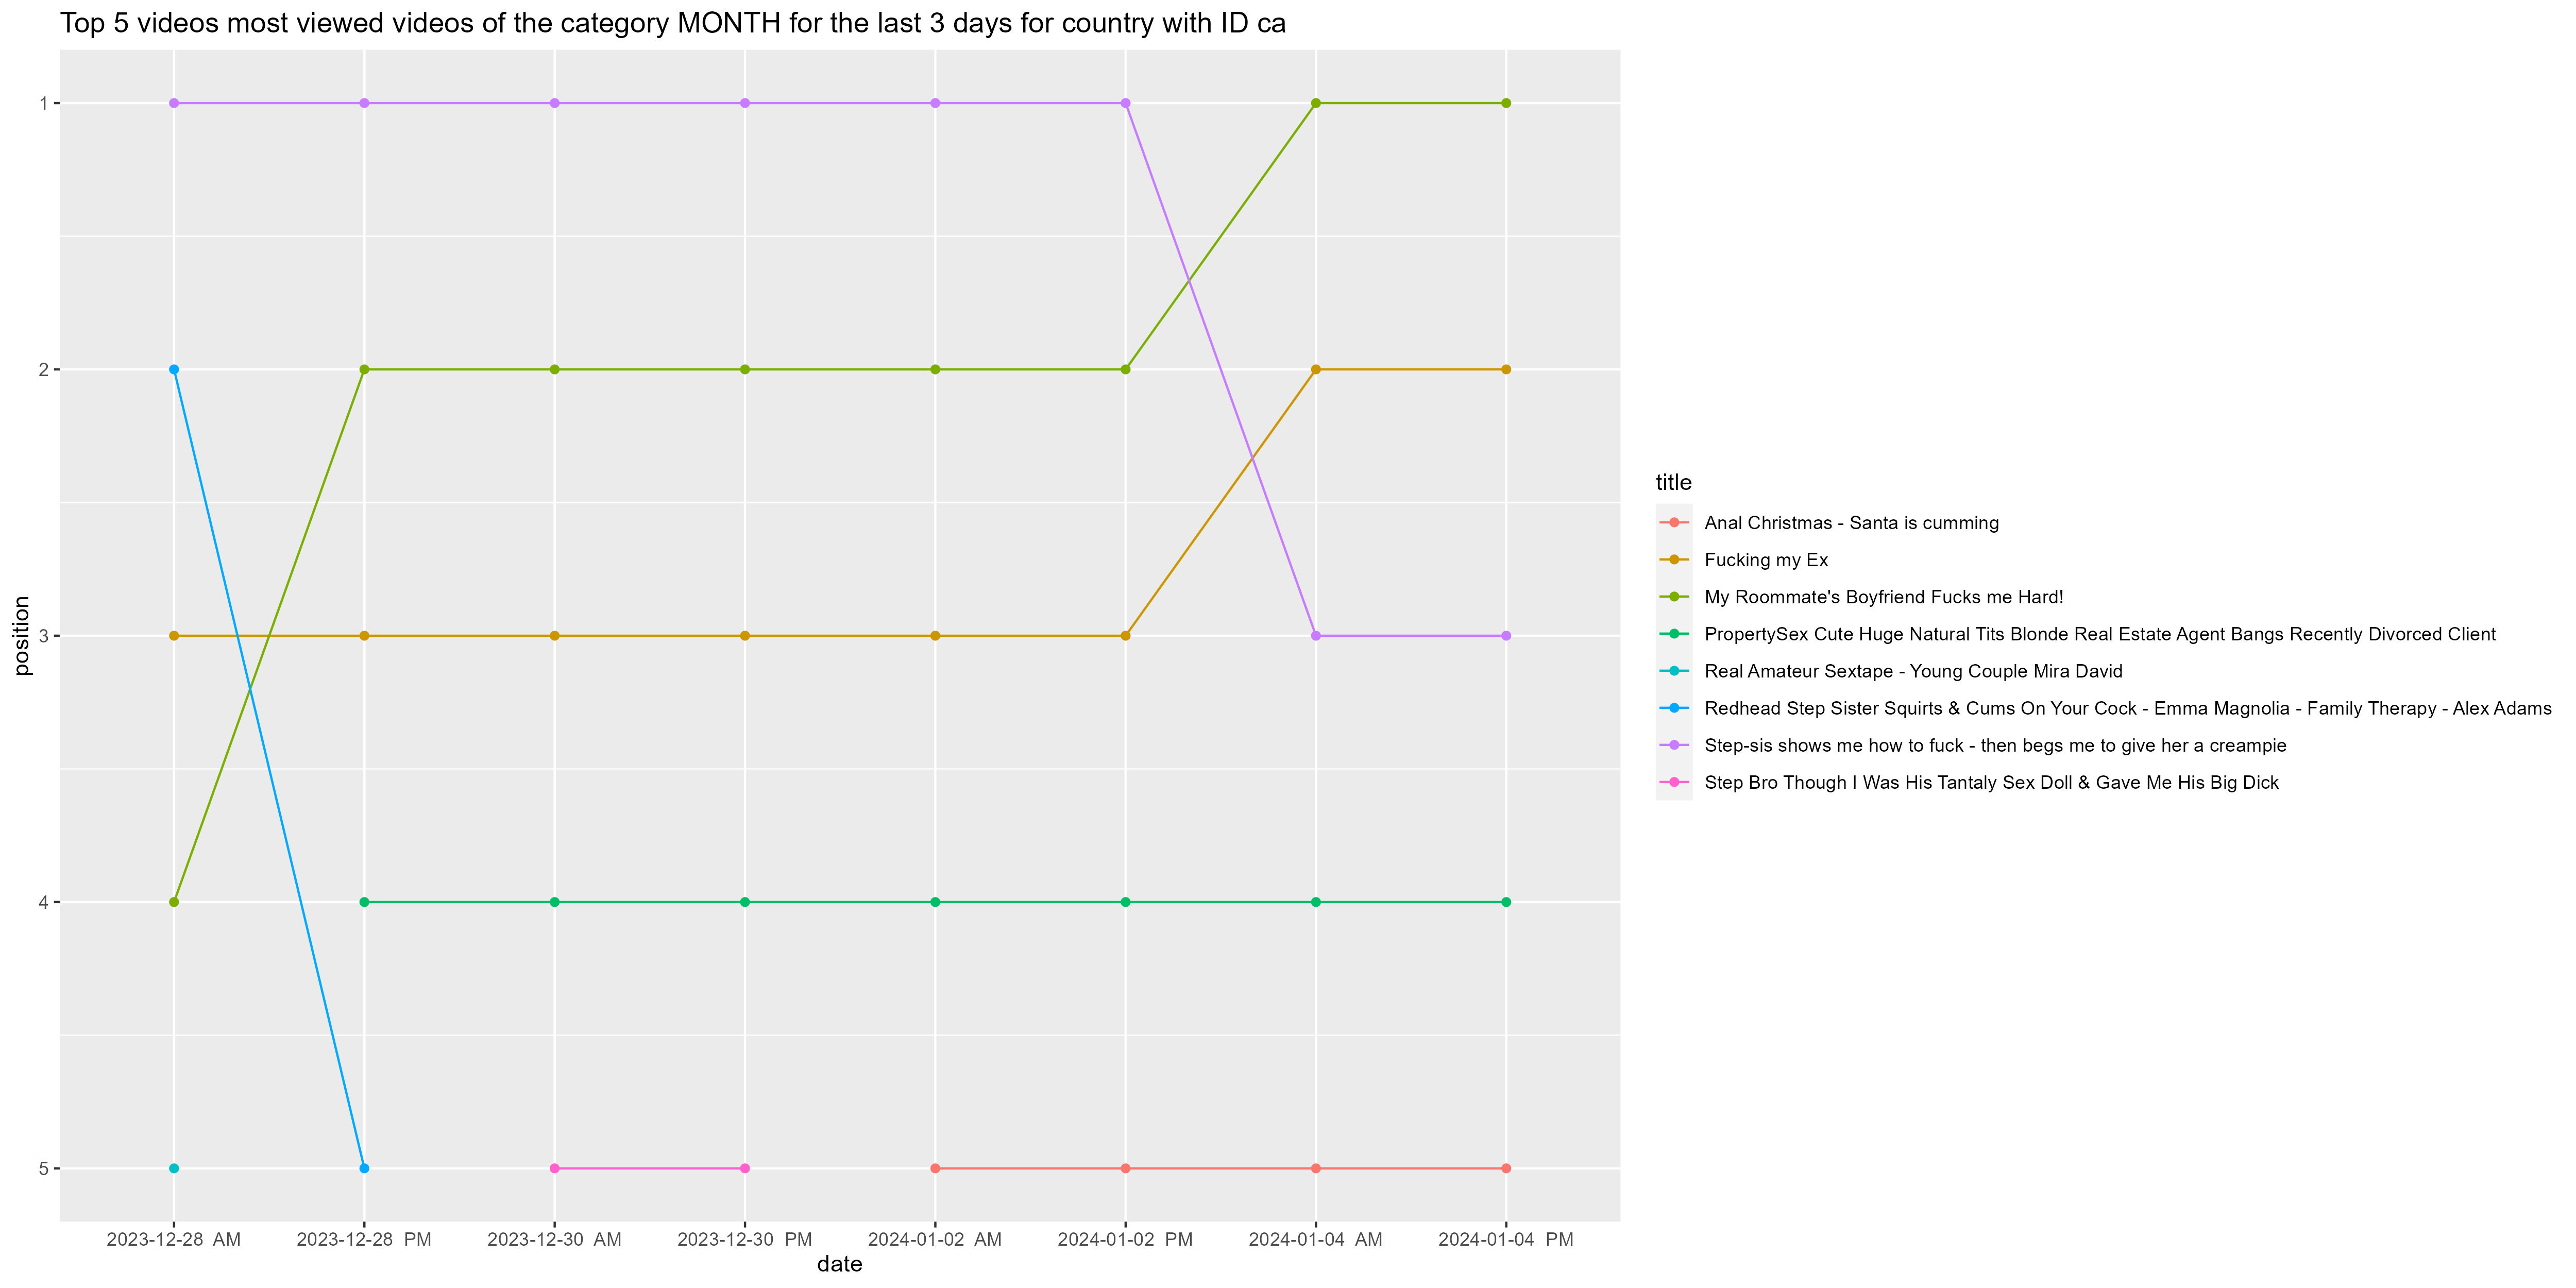 Top 5 videos most viewed videos of the category MONTH for the last 3 days for country with ID ca
position
1
2
3
4
5
2023-12-28 AM
2023-12-28 PM
2023-12-30 AM
2023-12-30 PM
2024-01-02 AM
2024-01-02 PM
2024-01-04 AM
2024-01-04 PM
date
title
Anal Christmas - Santa is cumming
Fucking my Ex
My Roommate's Boyfriend Fucks me Hard!
PropertySex Cute Huge Natural Tits Blonde Real Estate Agent Bangs Recently Divorced Client
Real Amateur Sextape - Young Couple Mira David
Redhead Step Sister Squirts & Cums On Your Cock - Emma Magnolia - Family Therapy - Alex Adams
Step-sis shows me how to fuck - then begs me to give her a creampie
Step Bro Though I Was His Tantaly Sex Doll & Gave Me His Big Dick